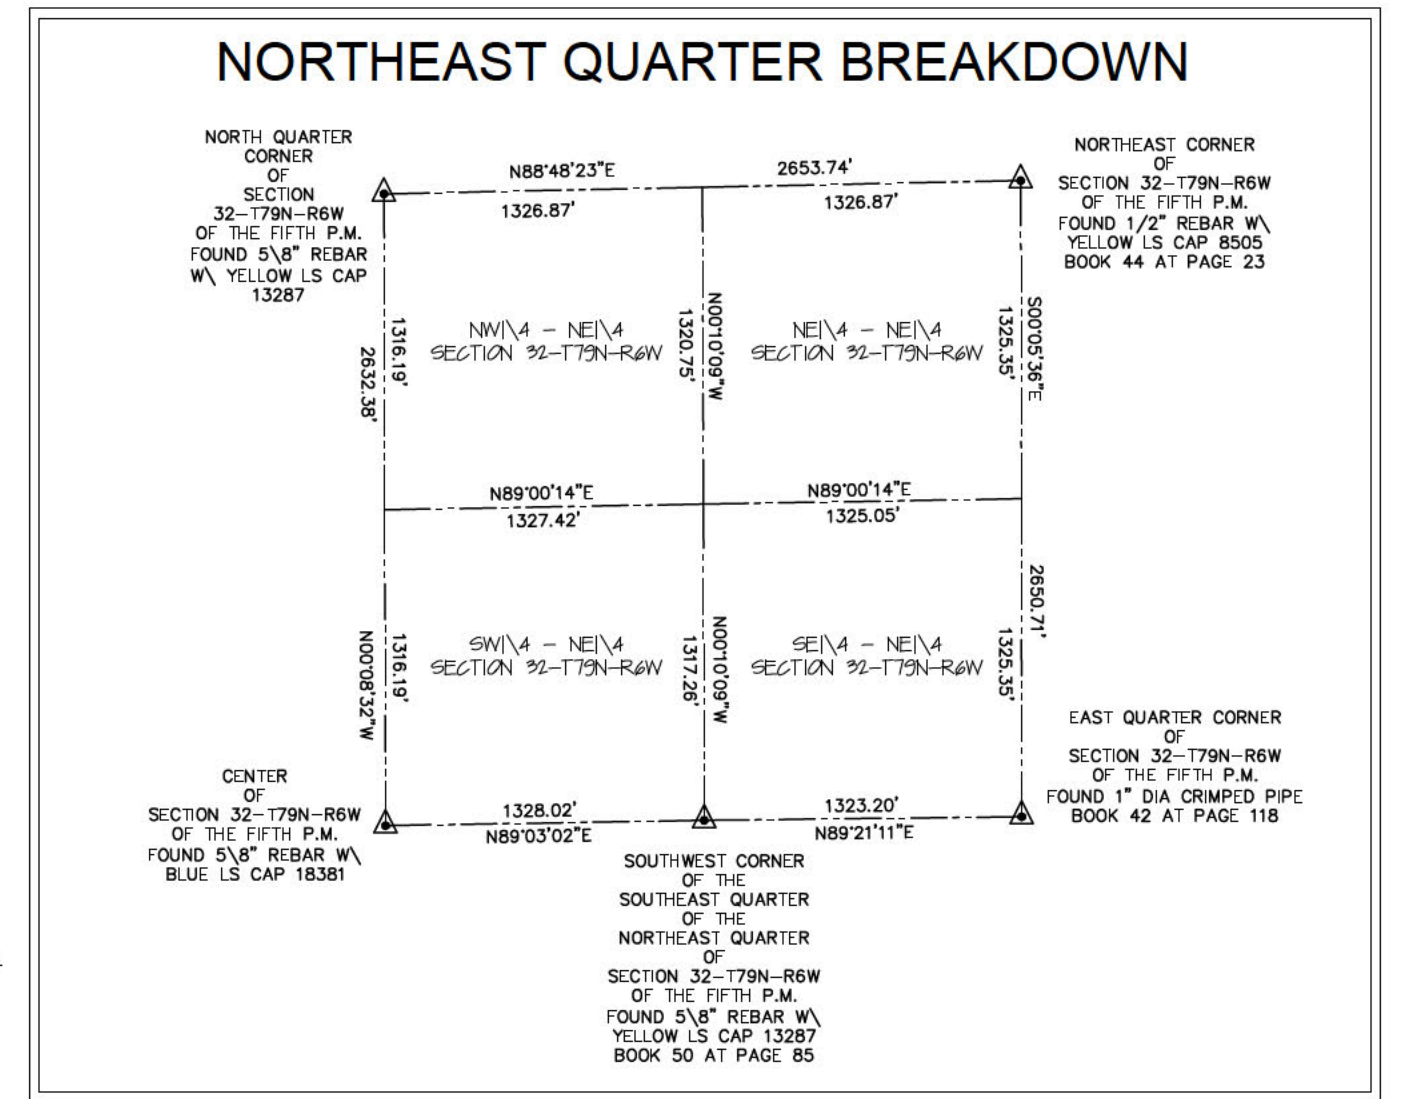 NORTHEAST QUARTER BREAKDOWN
NORTH QUARTER
CORNER
OF
SECTION
32-T79N-R6W
OF THE FIFTH P.M.
FOUND 5\8" REBAR
W\ YELLOW LS CAP
13287
N88°48'23"E
2653.74'
1326.87'
1326.87'
NORTHEAST CORNER
OF
SECTION 32-T79N-R6W
OF THE FIFTH P.M.
FOUND 1/2" REBAR W\
YELLOW LS CAP 8505
BOOK 44 AT PAGE 23
2632.38'
1316.19'
NW1\4 - NE1\4
SECTION 32-T79N-R6W
1320.75'
N00°10'09"W
NE1\4 - NE1\4
SECTION 32-T79N-R6W
1325.35'
S00°05'36"E
N89°00'14"E
1327.42'
N89°00'14"E
1325.05'
N00°08'32"W
1316.19'
SW1\4 - NE1\4
SECTION 32-T79N-R6W
1317.26'
N00°10'09"W
SE1\4 - NE1\4
SECTION 32-T79N-R6W
1325.35'
2650.71'
CENTER
OF
SECTION 32-T79N-R6W
OF THE FIFTH P.M.
FOUND 5\8" REBAR W\
BLUE LS CAP 18381
1328.02'
N89°03'02"E
1323.20'
N89°21'11"E
EAST QUARTER CORNER
OF
SECTION 32-T79N-R6W
OF THE FIFTH P.M.
FOUND 1" DIA CRIMPED PIPE
BOOK 42 AT PAGE 118
SOUTHWEST CORNER
OF THE
SOUTHEAST QUARTER
OF THE
NORTHEAST QUARTER
OF
SECTION 32-T79N-R6W
OF THE FIFTH P.M.
FOUND 5\8" REBAR W\
YELLOW LS CAP 13287
BOOK 50 AT PAGE 85